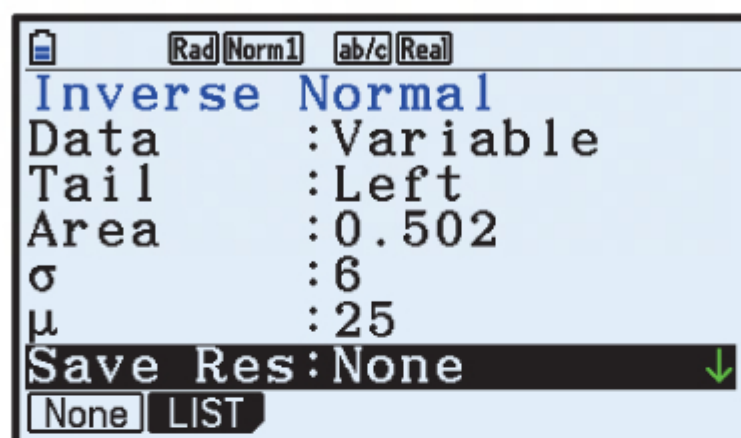 Rad Norm1 ab/c Real
Inverse Normal
Data :Variable
Tail :Left
Area :0.502
σ :6
μ :25
Save Res:None ↓
None LIST